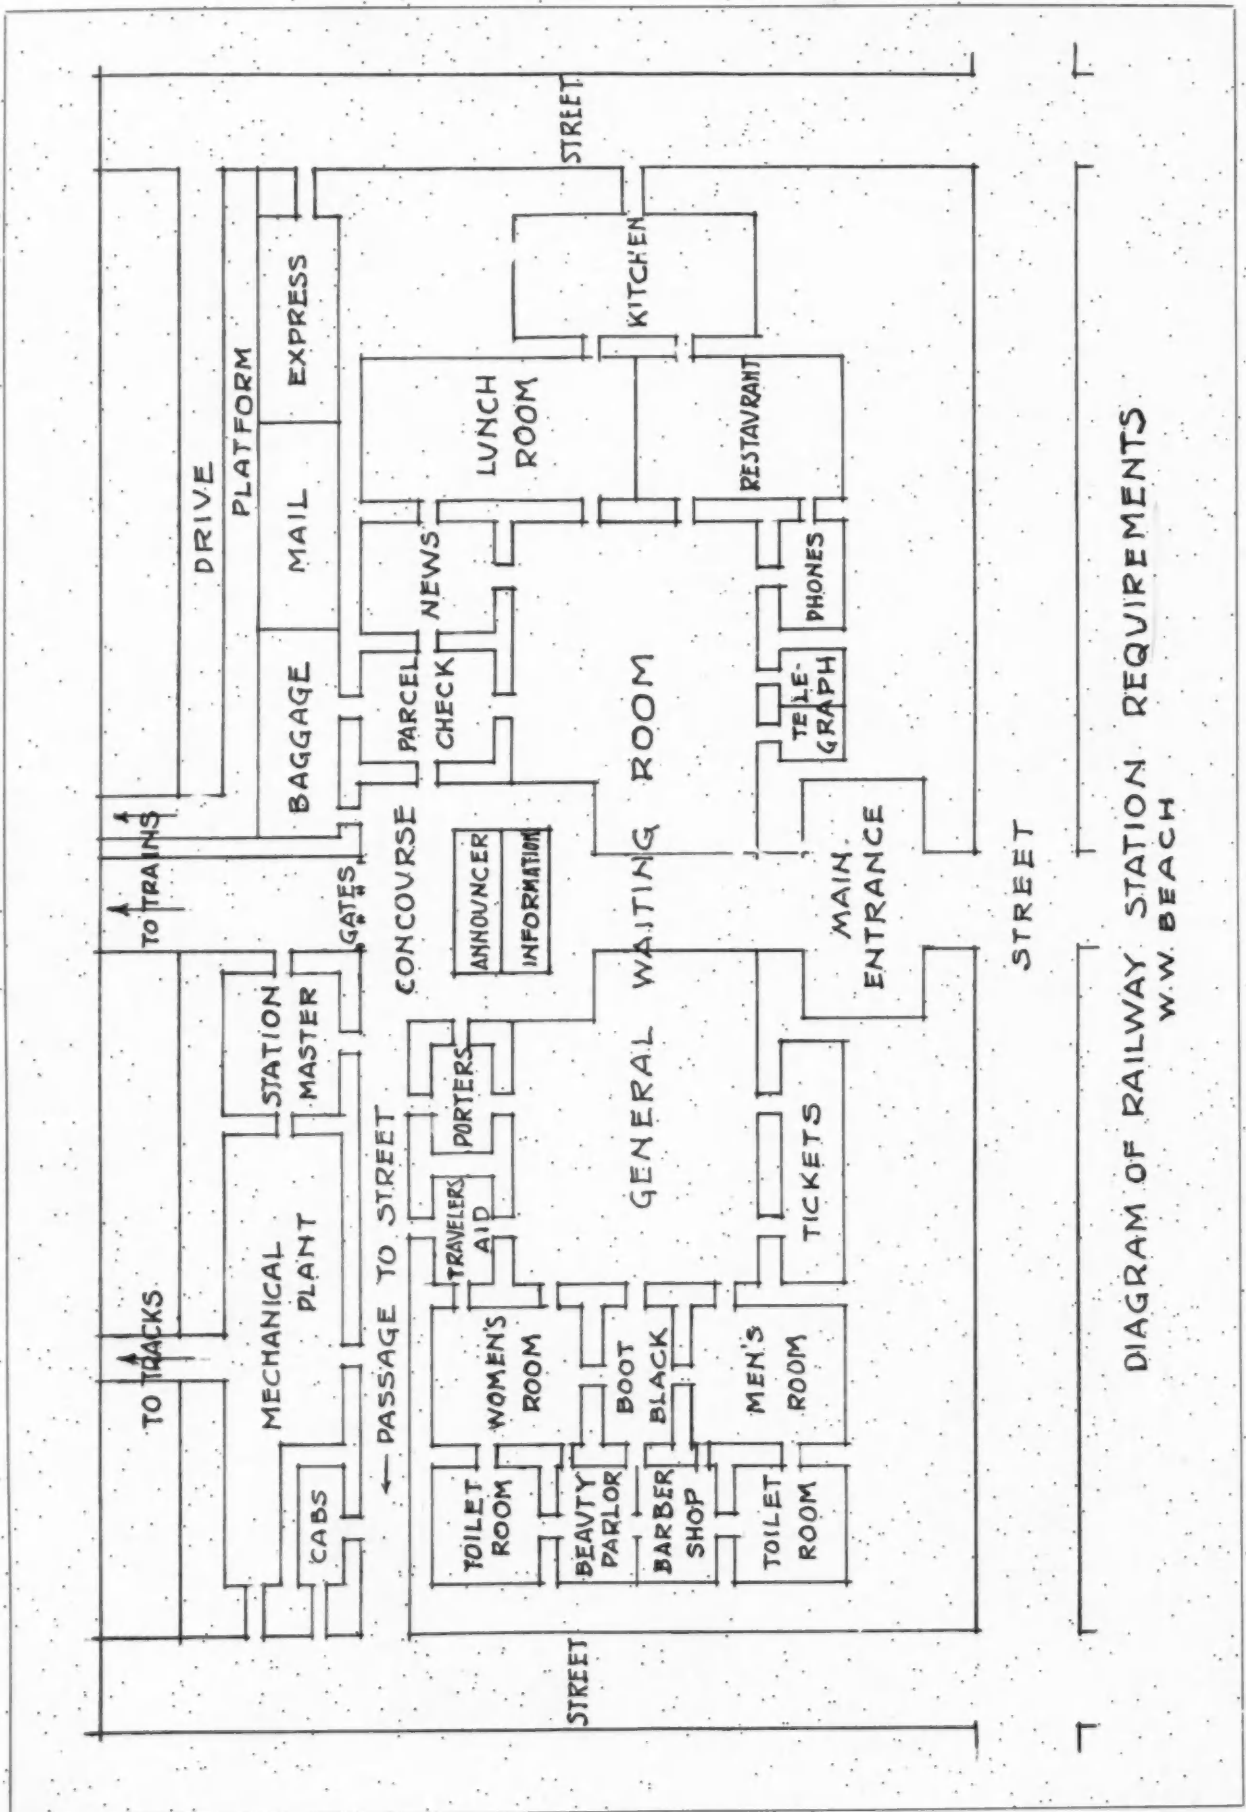 STREET
DRIVE
PLATFORM
EXPRESS
MAIL
BAGGAGE
TO TRAINS
TO TRACKS
GATES
STATION
MASTER
MECHANICAL
PLANT
CABS
← PASSAGE TO STREET
CONCOURSE
ANNOUNCER
INFORMATION
PARCEL
CHECK
NEWS
LUNCH
ROOM
KITCHEN
RESTAURANT
PORTERS
TRAVELERS
AID
WOMEN'S
ROOM
TOILET
ROOM
BEAUTY
PARLOR
BOOT
BLACK
BARBER
SHOP
MEN'S
ROOM
TOILET
ROOM
GENERAL WAITING ROOM
TICKETS
TELE-
GRAPH
PHONES
MAIN
ENTRANCE
STREET
STREET
DIAGRAM OF RAILWAY STATION REQUIREMENTS
W.W. BEACH